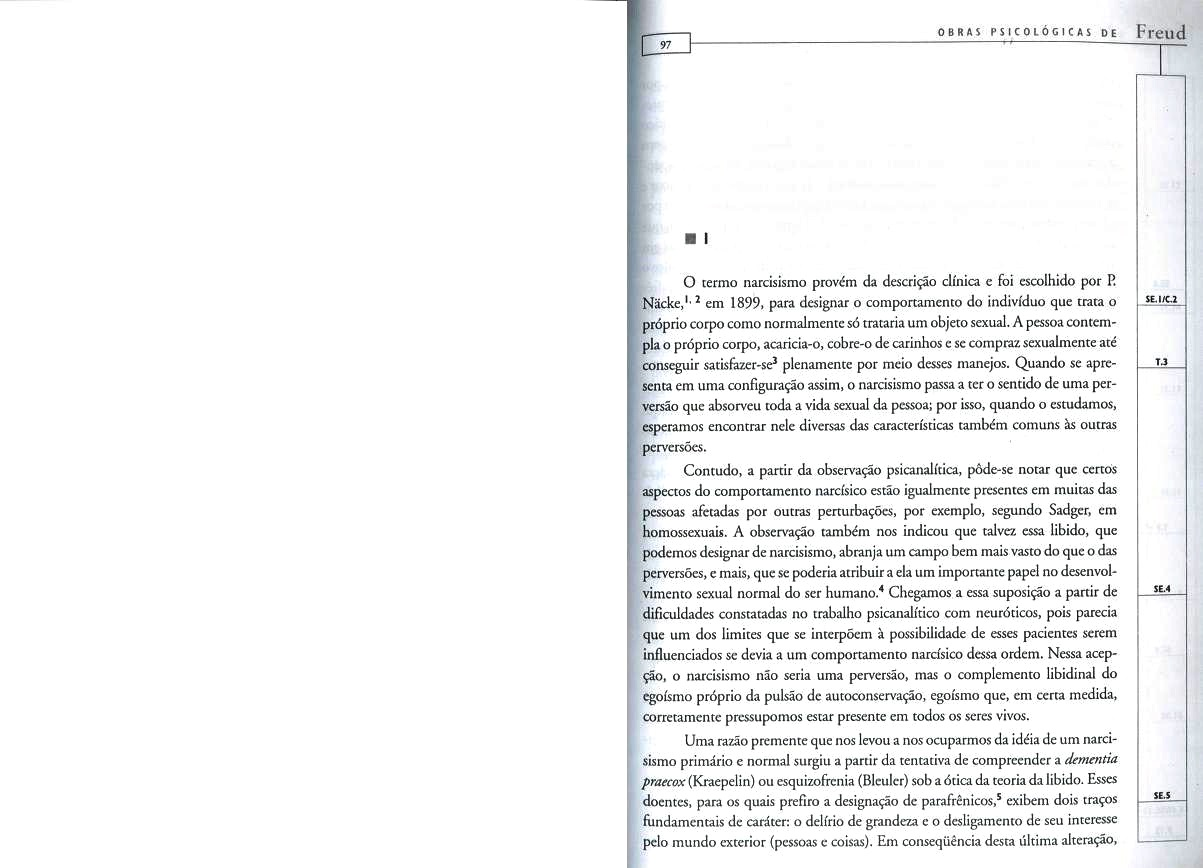 OBRAS PSICOLÓGICAS DE Freud
97
I
O termo narcisismo provém da descrição clínica e foi escolhido por P.
Näcke,1, 2 em 1899, para designar o comportamento do indivíduo que trata o
próprio corpo como normalmente só trataria um objeto sexual. A pessoa contem-
pla o próprio corpo, acaricia-o, cobre-o de carinhos e se compraz sexualmente até
conseguir satisfazer-se3 plenamente por meio desses manejos. Quando se apre-
senta em uma configuração assim, o narcisismo passa a ter o sentido de uma per-
versão que absorveu toda a vida sexual da pessoa; por isso, quando o estudamos,
esperamos encontrar nele diversas das características também comuns às outras
perversões.
Contudo, a partir da observação psicanalítica, pôde-se notar que certos
aspectos do comportamento narcísico estão igualmente presentes em muitas das
pessoas afetadas por outras perturbações, por exemplo, segundo Sadger, em
homossexuais. A observação também nos indicou que talvez essa libido, que
podemos designar de narcisismo, abranja um campo bem mais vasto do que o das
perversões, e mais, que se poderia atribuir a ela um importante papel no desenvol-
vimento sexual normal do ser humano.4 Chegamos a essa suposição a partir de
dificuldades constatadas no trabalho psicanalítico com neuróticos, pois parecia
que um dos limites que se interpõem à possibilidade de esses pacientes serem
influenciados se devia a um comportamento narcísico dessa ordem. Nessa acep-
ção, o narcisismo não seria uma perversão, mas o complemento libidinal do
egoísmo próprio da pulsão de autoconservação, egoísmo que, em certa medida,
corretamente pressupomos estar presente em todos os seres vivos.
Uma razão premente que nos levou a nos ocuparmos da idéia de um narci-
sismo primário e normal surgiu a partir da tentativa de compreender a dementia
praecox (Kraepelin) ou esquizofrenia (Bleuler) sob a ótica da teoria da libido. Esses
doentes, para os quais prefiro a designação de parafrênicos,5 exibem dois traços
fundamentais de caráter: o delírio de grandeza e o desligamento de seu interesse
pelo mundo exterior (pessoas e coisas). Em conseqüência desta última alteração,
SE.1/C.2
T.3
SE.4
SE.5